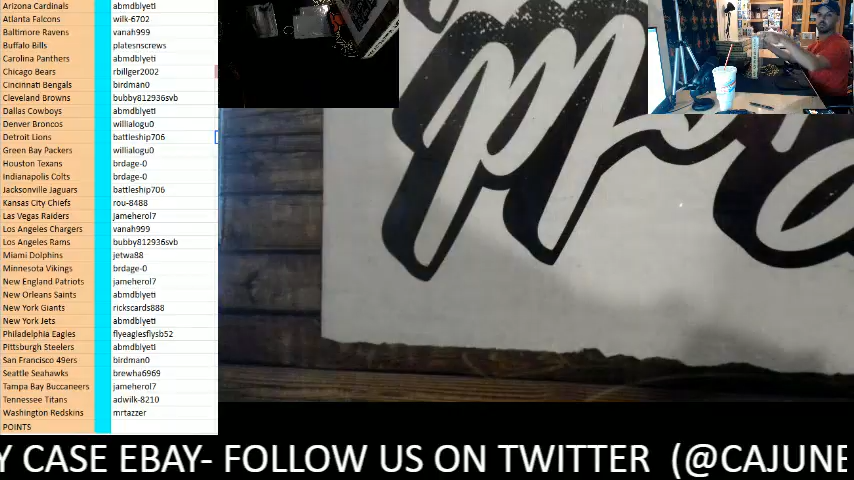 Arizona Cardinals abmdblyeti
Atlanta Falcons wilk-6702
Baltimore Ravens vanah999
Buffalo Bills platesnscrews
Carolina Panthers abmdblyeti
Chicago Bears rbillger2002
Cincinnati Bengals birdman0
Cleveland Browns bubby812936svb
Dallas Cowboys abmdblyeti
Denver Broncos willialogu0
Detroit Lions battleship706
Green Bay Packers willialogu0
Houston Texans brdage-0
Indianapolis Colts brdage-0
Jacksonville Jaguars battleship706
Kansas City Chiefs rou-8488
Las Vegas Raiders jameherol7
Los Angeles Chargers vanah999
Los Angeles Rams bubby812936svb
Miami Dolphins jetwa88
Minnesota Vikings brdage-0
New England Patriots jameherol7
New Orleans Saints abmdblyeti
New York Giants rickscards888
New York Jets abmdblyeti
Philadelphia Eagles flyeaglesflysb52
Pittsburgh Steelers abmdblyeti
San Francisco 49ers birdman0
Seattle Seahawks brewha6969
Tampa Bay Buccaneers jameherol7
Tennessee Titans adwilk-8210
Washington Redskins mrtazzer
POINTS
Y CASE EBAY- FOLLOW US ON TWITTER (@CAJUNE